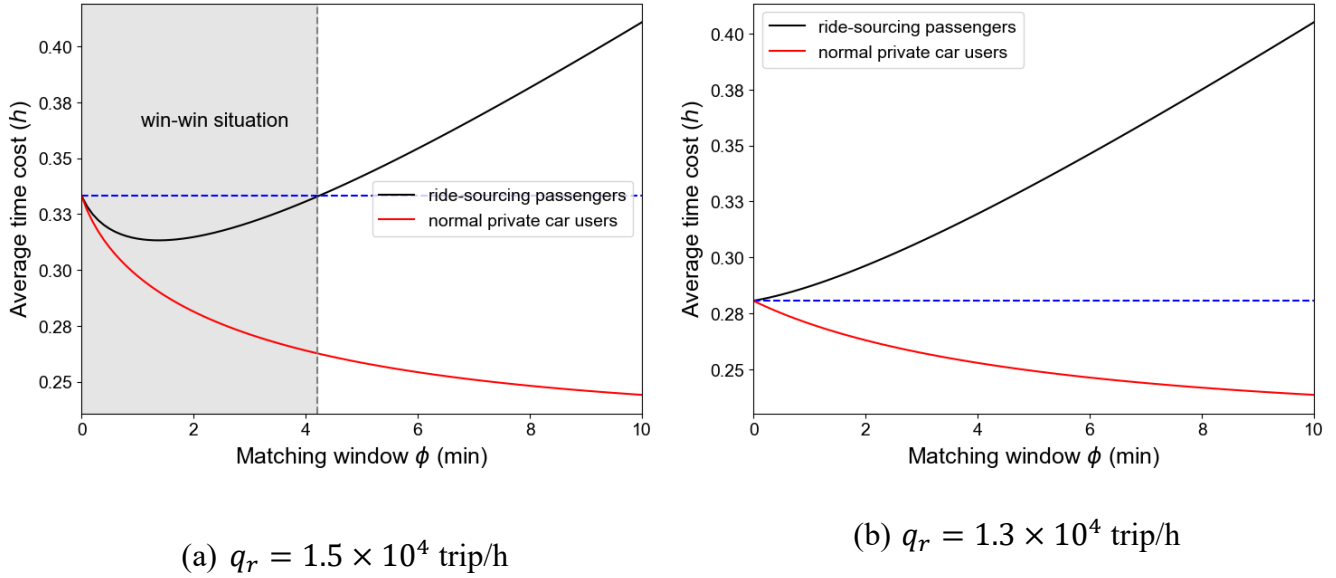 win-win situation
ride-sourcing passengers
normal private car users
Average time cost (h)
0.40
0.38
0.35
0.33
0.30
0.28
0.25
0 2 4 6 8 10
Matching window ϕ (min)
(a) q_r = 1.5 × 10⁴ trip/h
ride-sourcing passengers
normal private car users
Average time cost (h)
0.40
0.38
0.35
0.33
0.30
0.28
0.25
0 2 4 6 8 10
Matching window ϕ (min)
(b) q_r = 1.3 × 10⁴ trip/h